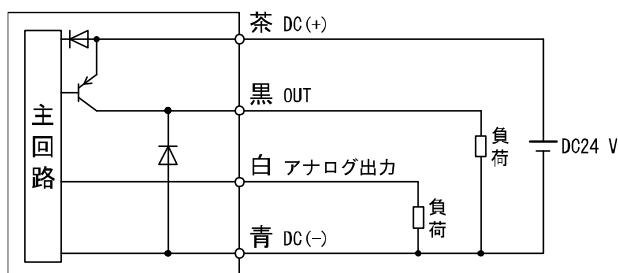 茶 DC(+)
黒 OUT
主回路
負荷
DC24 V
白 アナログ出力
負荷
青 DC(-)